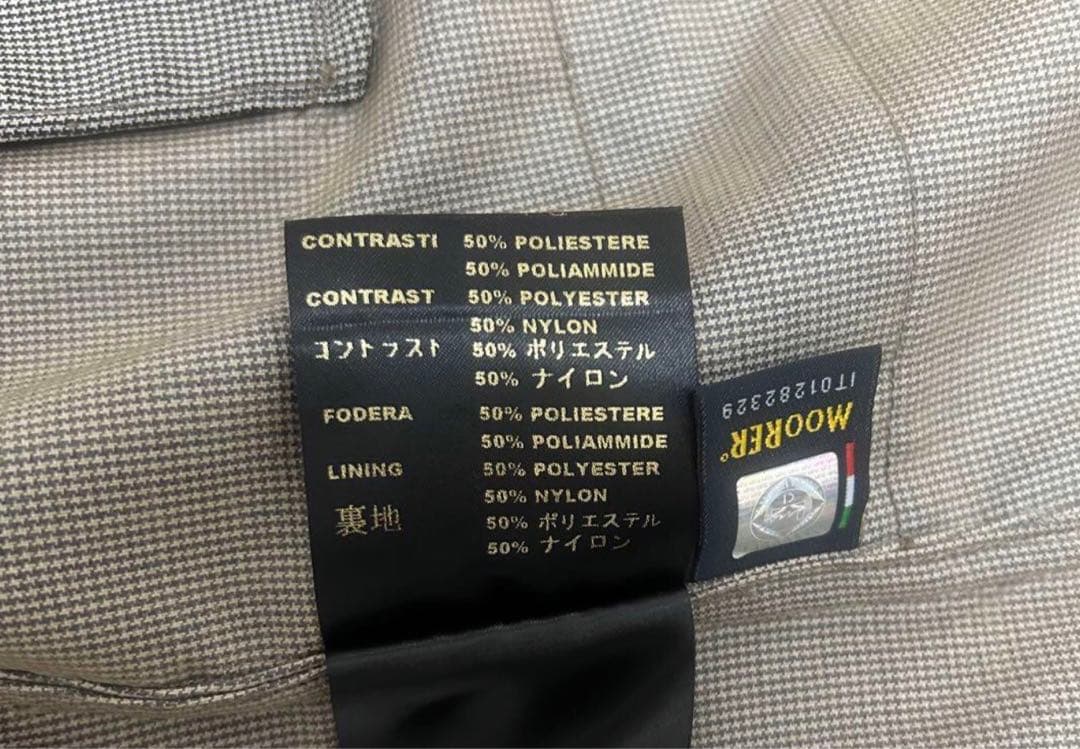 CONTRASTI 50% POLIESTERE
50% POLIAMMIDE
CONTRAST 50% POLYESTER
50% NYLON
コントラスト 50% ポリエステル
50% ナイロン
FODERA 50% POLIESTERE
50% POLIAMMIDE
LINING 50% POLYESTER
50% NYLON
裏地 50% ポリエステル
50% ナイロン
MOORER
IT01282329